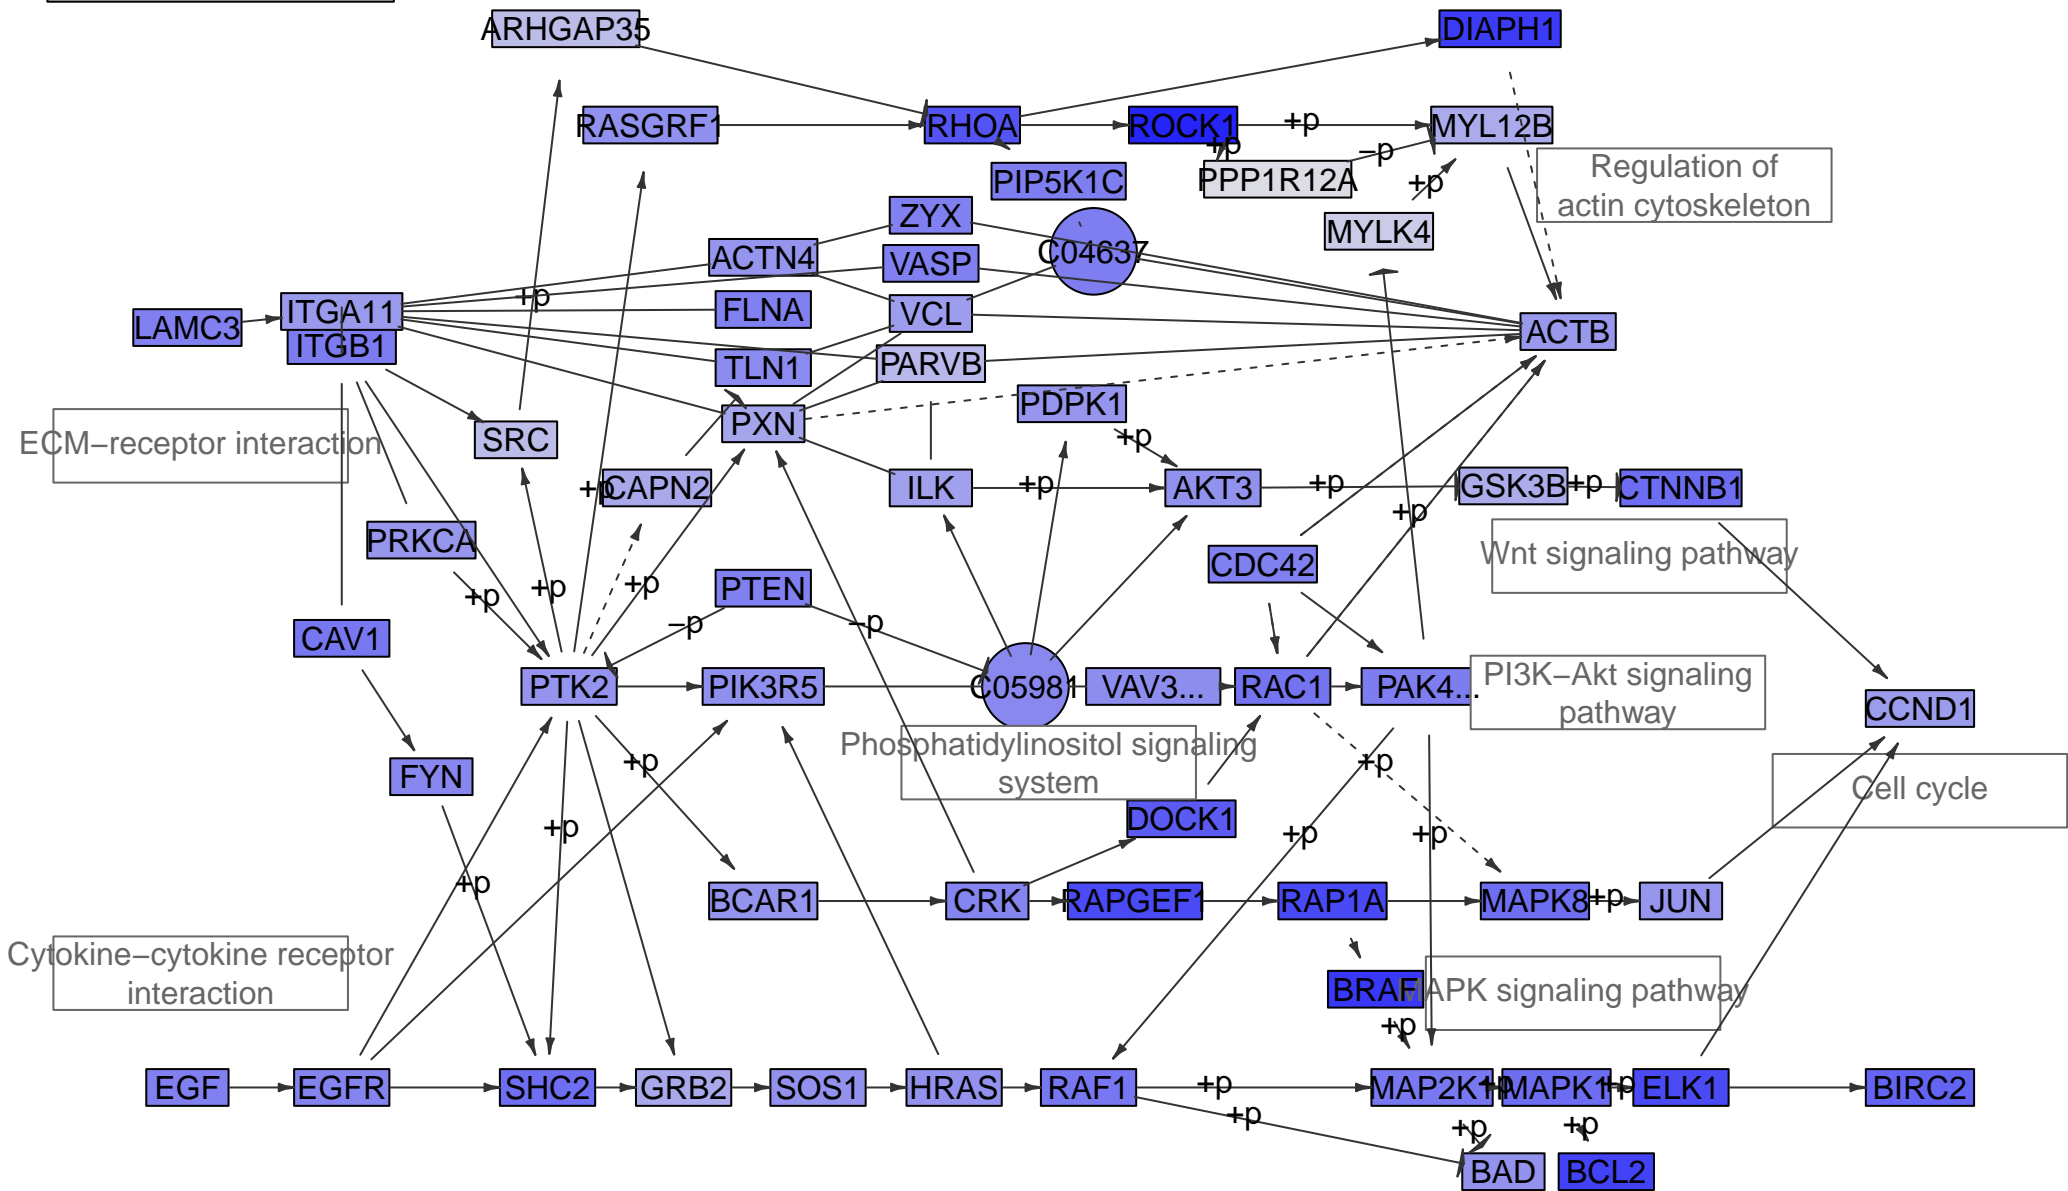 ARHGAP35
DIAPH1
RASGRF1
RHOA
ROCK1
+p
MYL12B
+p
−p
PPP1R12A
PIP5K1C
+p
Regulation of
actin cytoskeleton
ZYX
MYLK4
C04637
ACTN4
VASP
+p
ITGA11
FLNA
VCL
LAMC3
ITGB1
ACTB
TLN1
PARVB
PDPK1
PXN
ECM−receptor interaction
SRC
+p
+p
CAPN2
ILK
+p
AKT3
+p
GSK3B
+p
CTNNB1
+p
PRKCA
Wnt signaling pathway
CDC42
+p
+p
+p
PTEN
−p
−p
CAV1
PTK2
PIK3R5
C05981
VAV3...
RAC1
PAK4...
PI3K−Akt signaling
pathway
CCND1
Phosphatidylinositol signaling
system
+p
+p
FYN
Cell cycle
DOCK1
+p
+p
+p
+p
BCAR1
CRK
RAPGEF1
RAP1A
MAPK8
+p
JUN
Cytokine−cytokine receptor
interaction
BRAF
MAPK signaling pathway
+p
EGF
EGFR
SHC2
GRB2
SOS1
HRAS
RAF1
+p
MAP2K1
+p
MAPK1
+p
ELK1
BIRC2
+p
+p
+p
BAD
BCL2